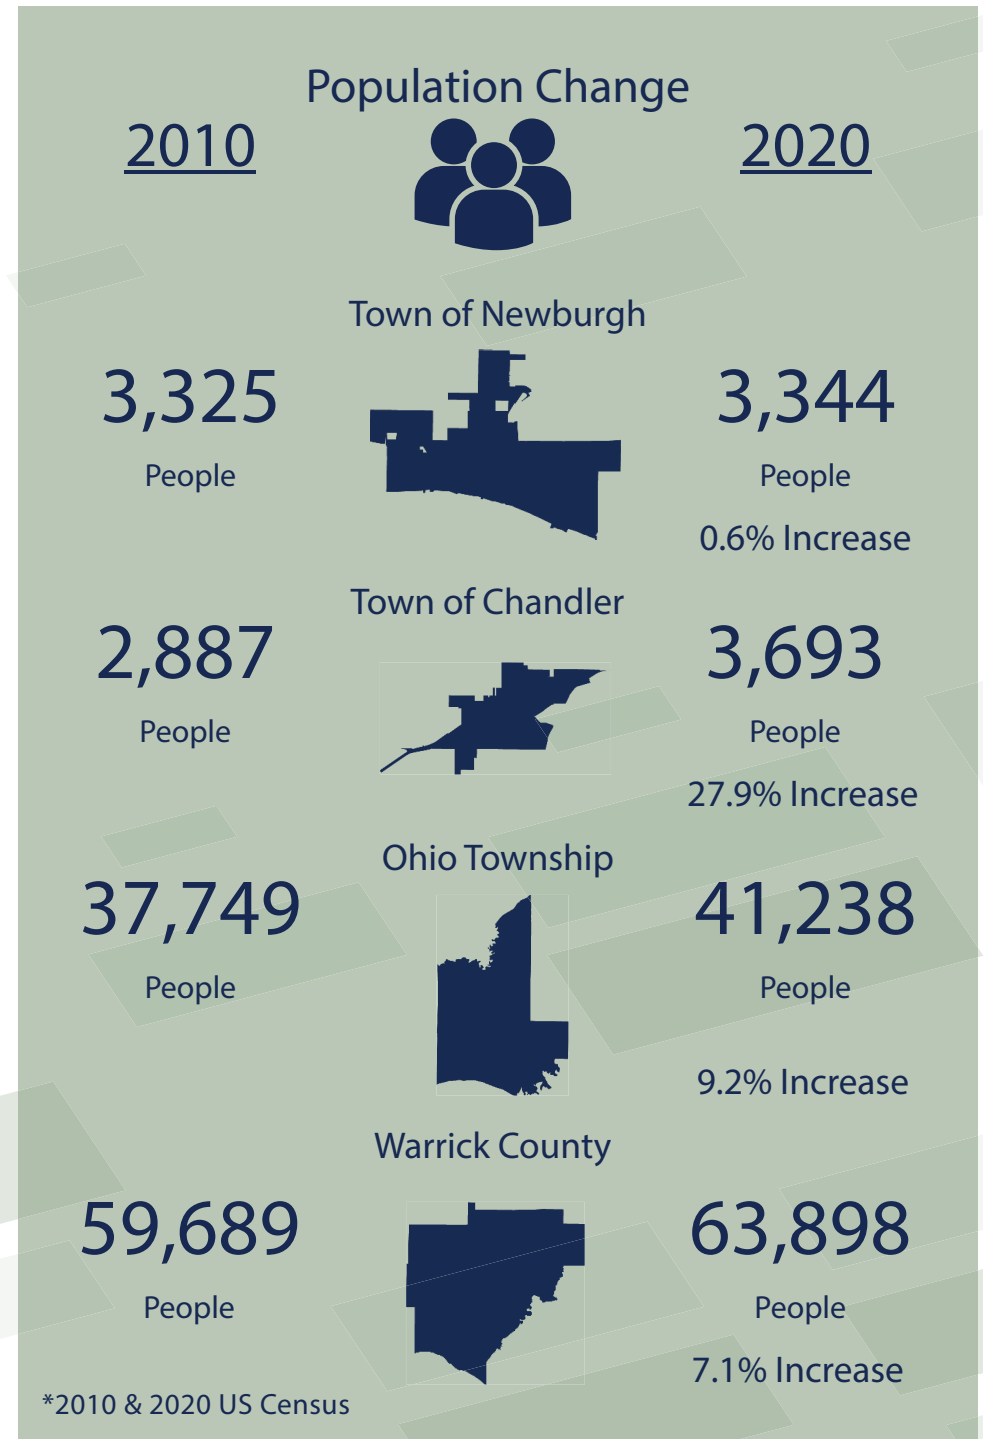 Population Change
2010
2020
Town of Newburgh
3,325
3,344
People
People
0.6% Increase
Town of Chandler
2,887
3,693
People
People
27.9% Increase
Ohio Township
37,749
41,238
People
People
9.2% Increase
Warrick County
59,689
63,898
People
People
7.1% Increase
*2010 & 2020 US Census